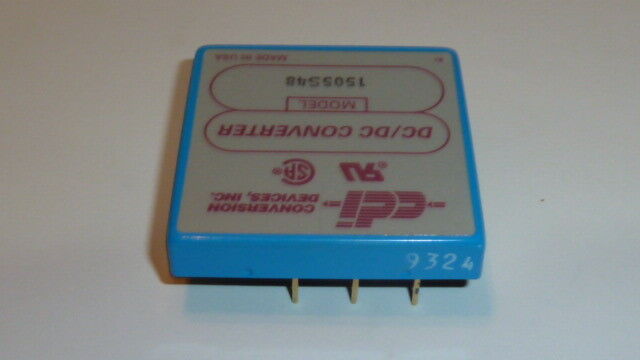 cdi
CONVERSION
DEVICES, INC.
DC/DC CONVERTER
MODEL
1505S48
MADE IN USA
9324